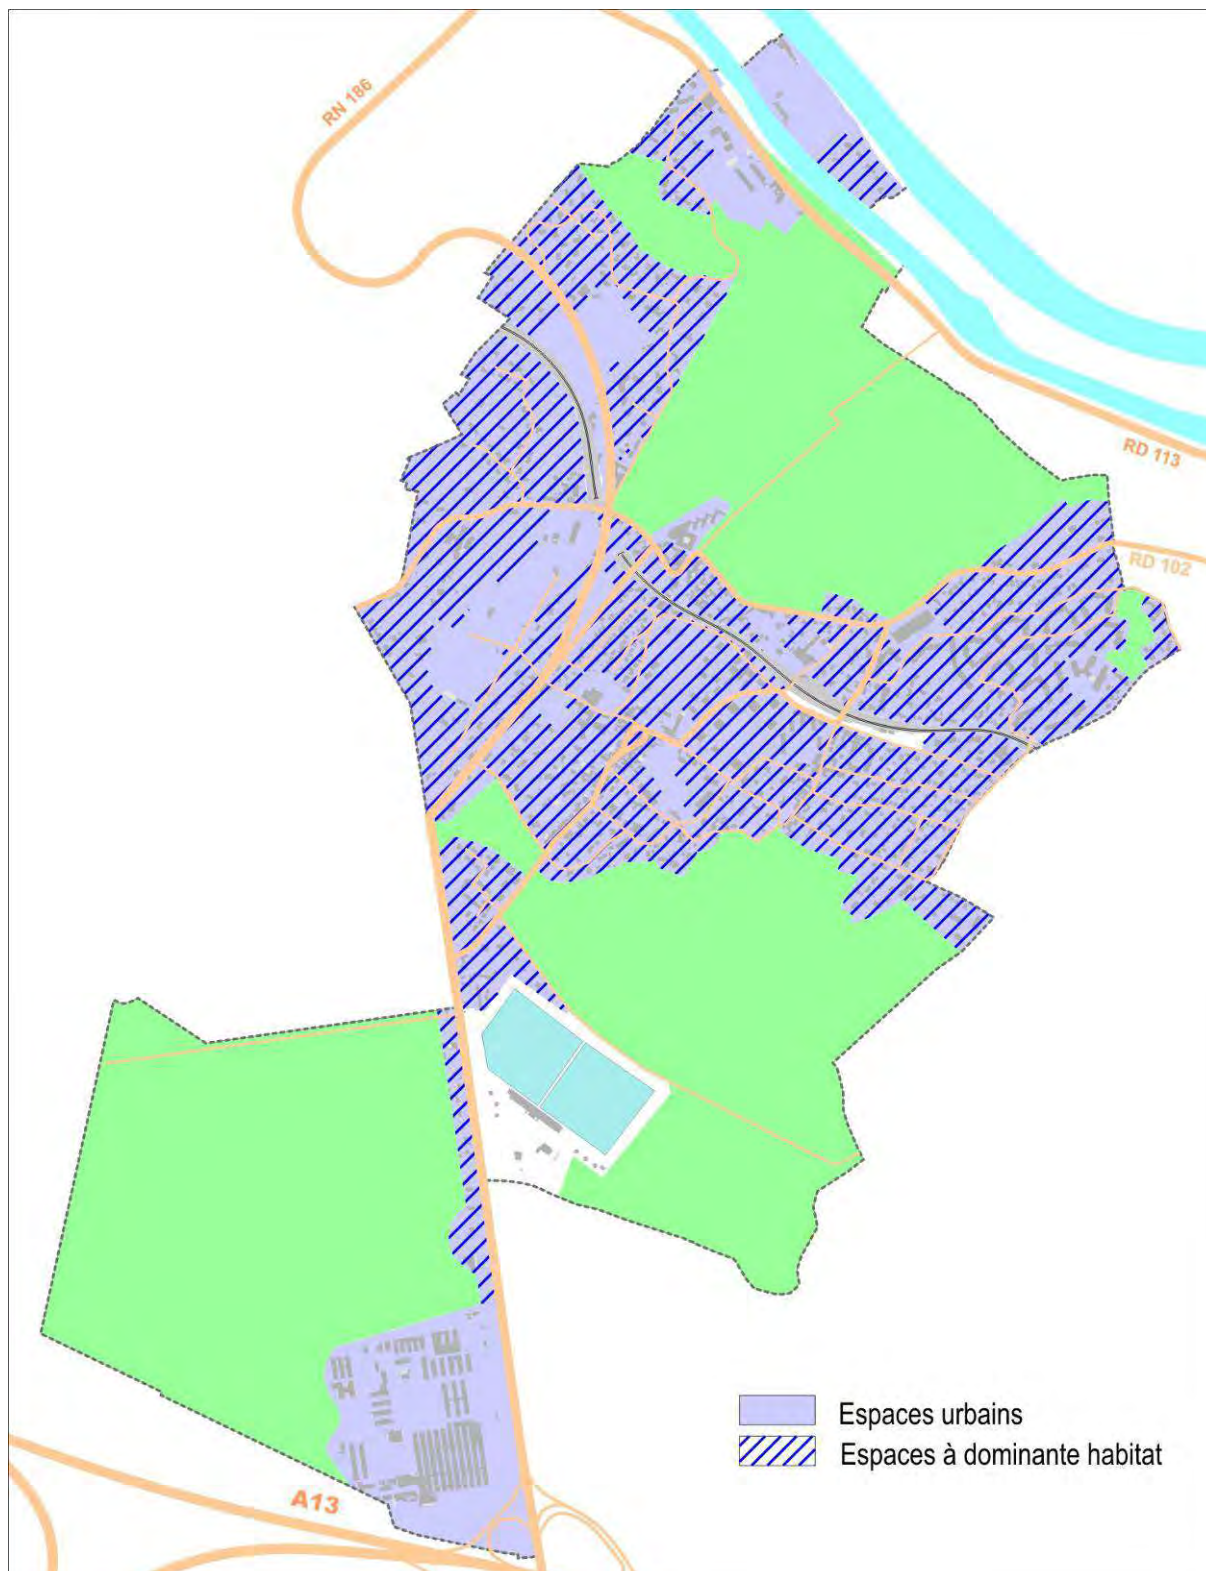 RN 186
RD 113
RD 102
Espaces urbains
Espaces à dominante habitat
A13